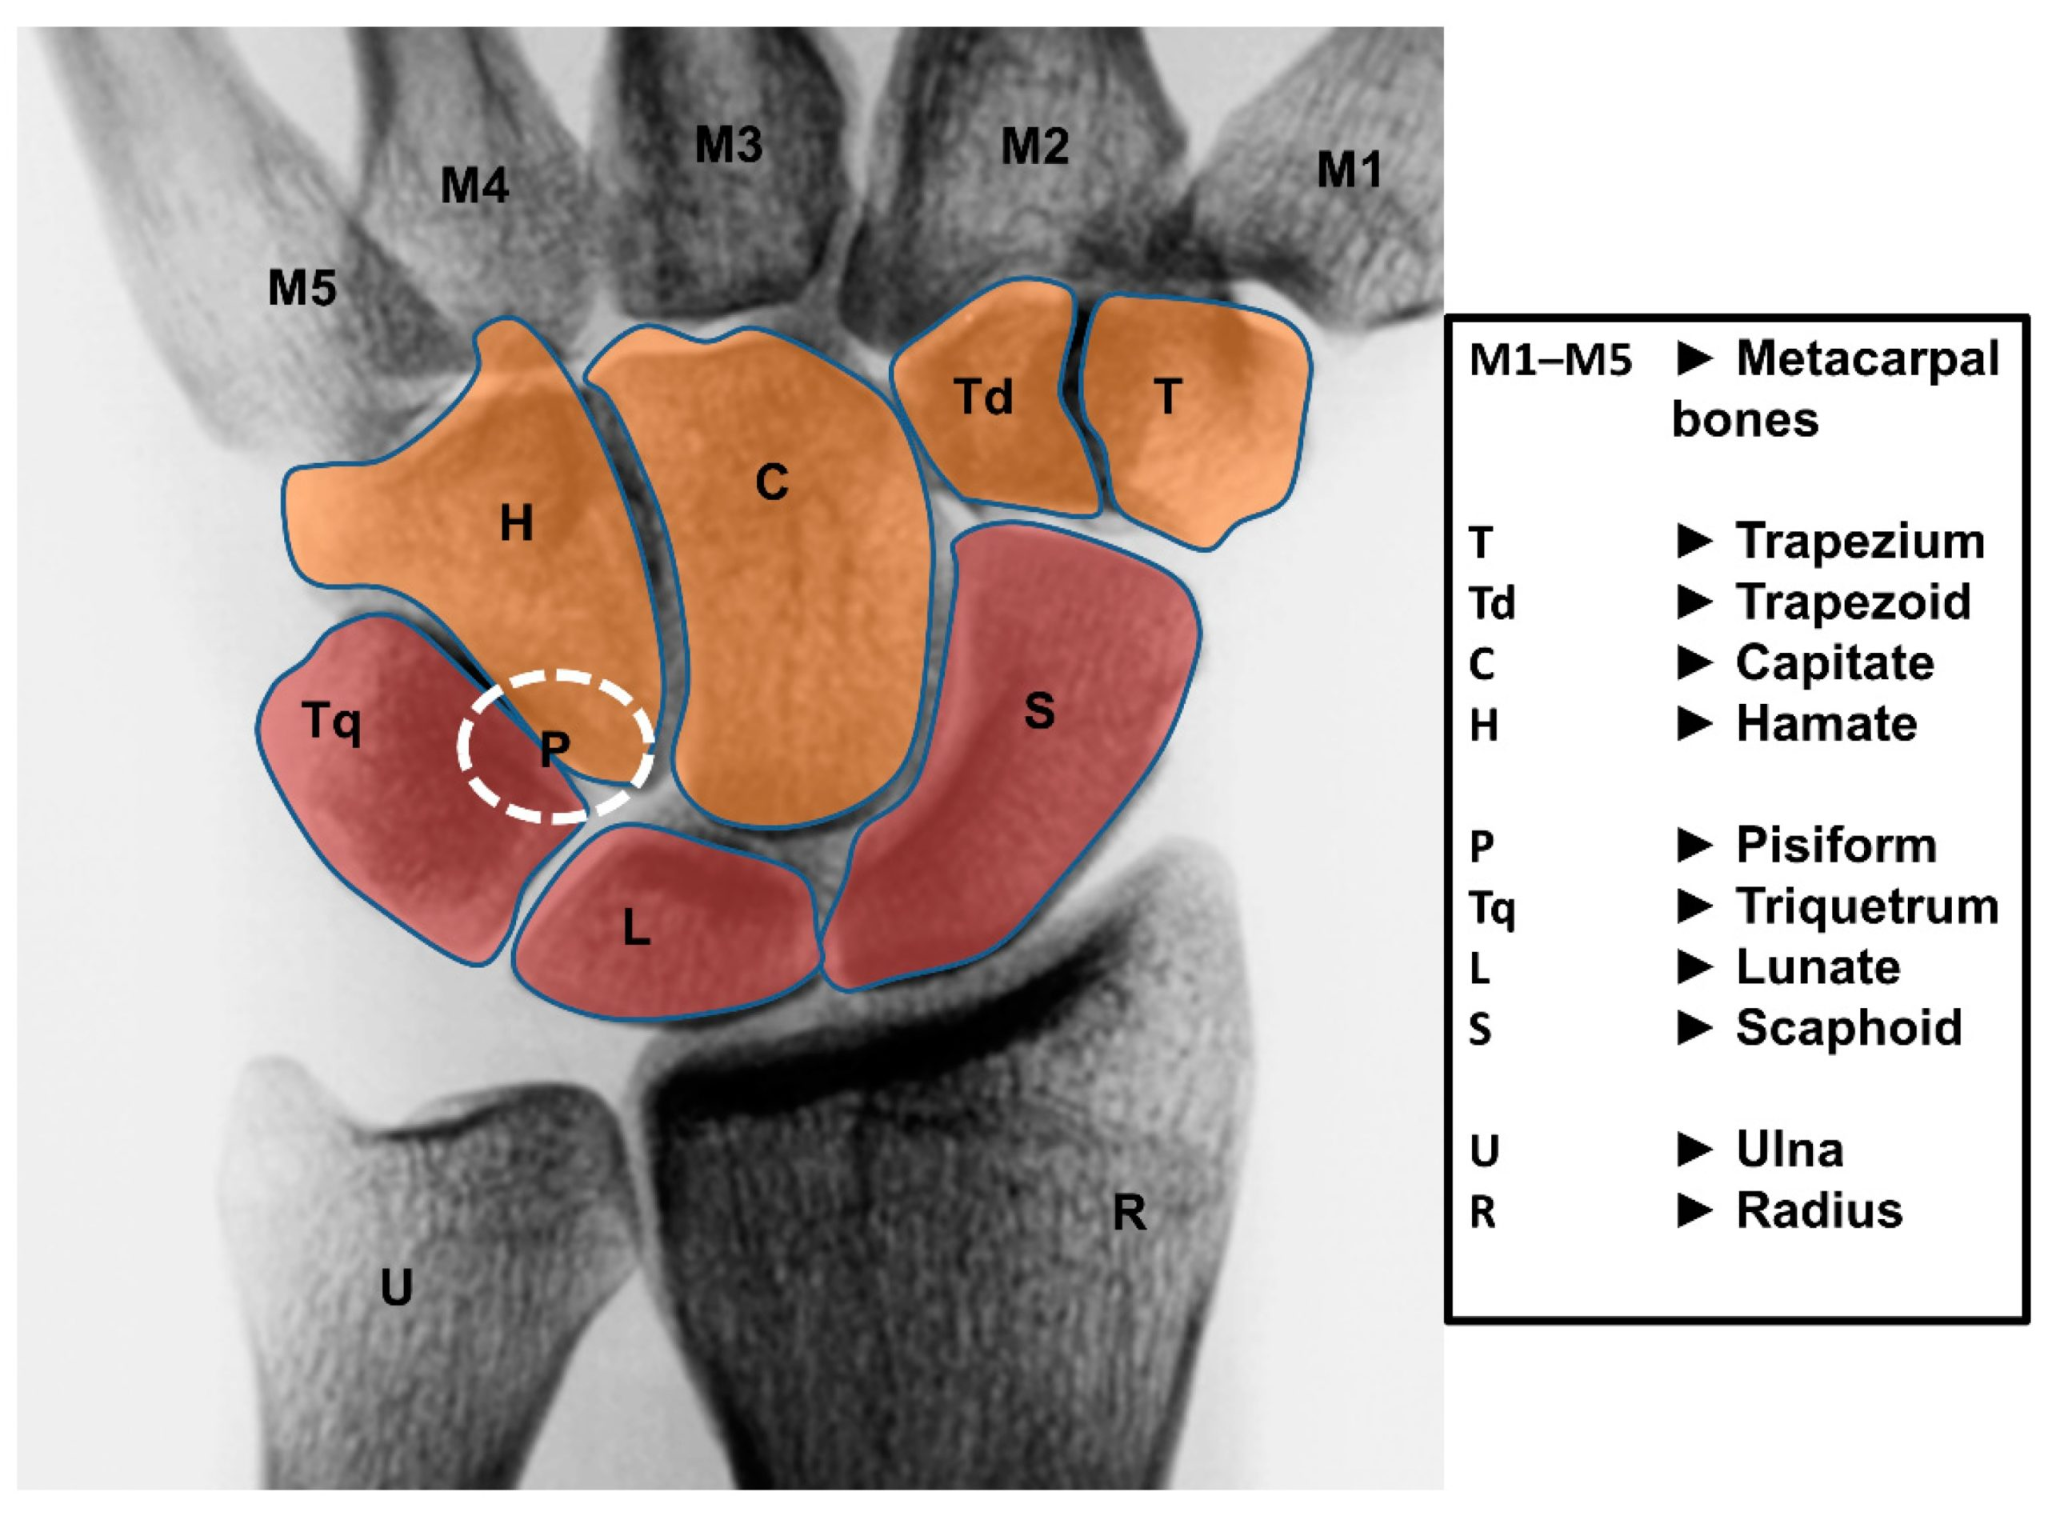 M3
M2
M1
M4
M5
Td
T
C
H
Tq
P
S
L
R
U
M1–M5 ► Metacarpal
bones
T ► Trapezium
Td ► Trapezoid
C ► Capitate
H ► Hamate
P ► Pisiform
Tq ► Triquetrum
L ► Lunate
S ► Scaphoid
U ► Ulna
R ► Radius